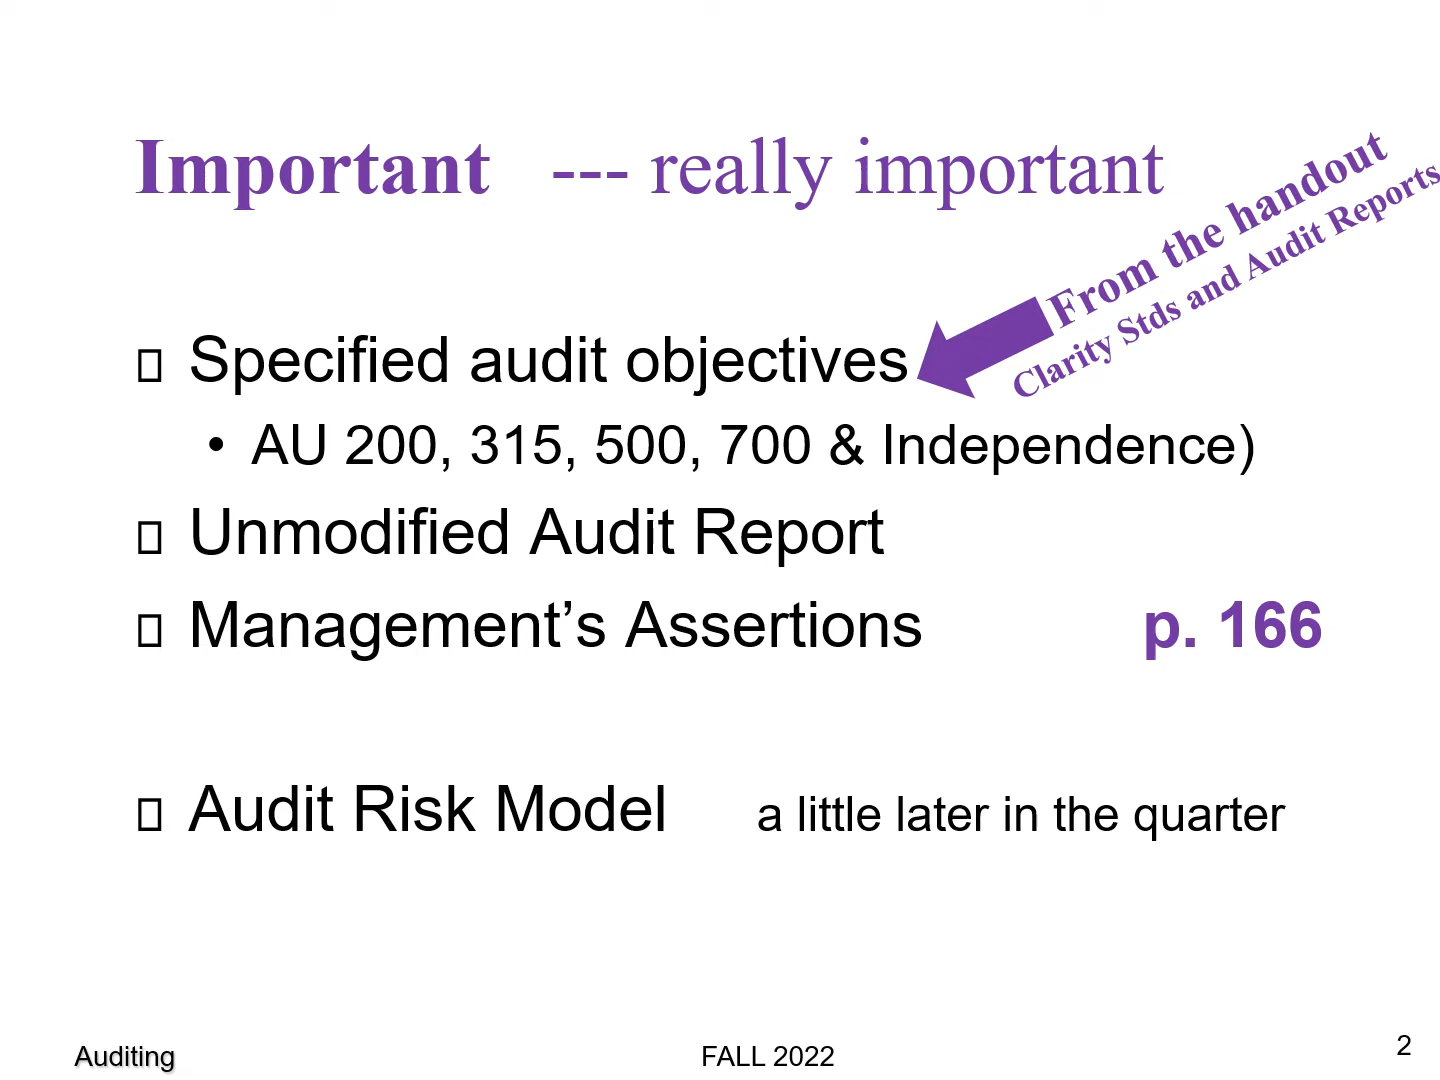 Important --- really important
From the handout
Clarity Stds and Audit Reports
Specified audit objectives
• AU 200, 315, 500, 700 & Independence)
Unmodified Audit Report
Management’s Assertions p. 166
Audit Risk Model a little later in the quarter
Auditing FALL 2022 2